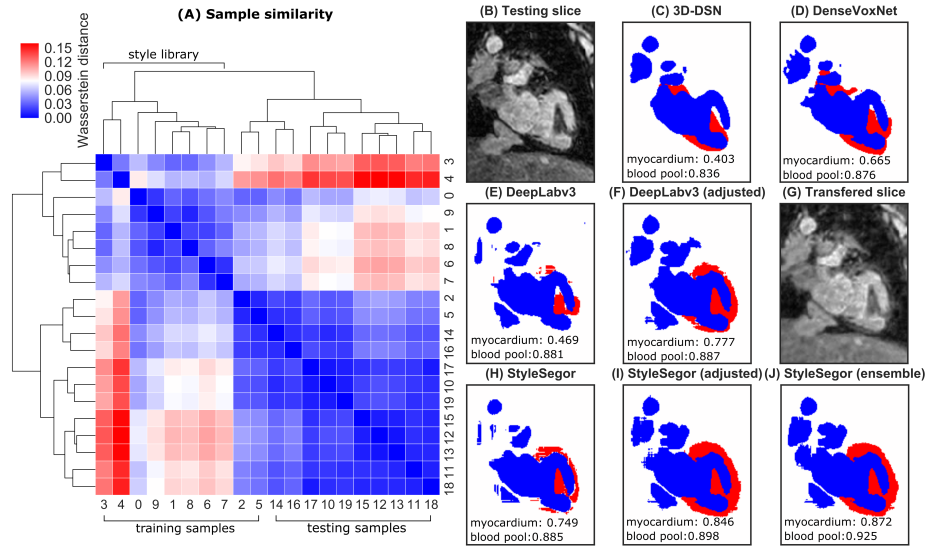 (A) Sample similarity
Wasserstein distance
0.15
0.12
0.09
0.06
0.03
0.00
style library
3
4
0
9
1
8
6
7
2
5
14
16
17
10
19
15
12
13
11
18
3 4 0 9 1 8 6 7 2 5 14 16 17 10 19 15 12 13 11 18
training samples testing samples
(B) Testing slice
(C) 3D-DSN
myocardium: 0.403
blood pool:0.836
(D) DenseVoxNet
myocardium: 0.665
blood pool:0.876
(E) DeepLabv3
myocardium: 0.469
blood pool:0.881
(F) DeepLabv3 (adjusted)
myocardium: 0.777
blood pool:0.887
(G) Transfered slice
(H) StyleSegor
myocardium: 0.749
blood pool:0.885
(I) StyleSegor (adjusted)
myocardium: 0.846
blood pool:0.898
(J) StyleSegor (ensemble)
myocardium: 0.872
blood pool:0.925